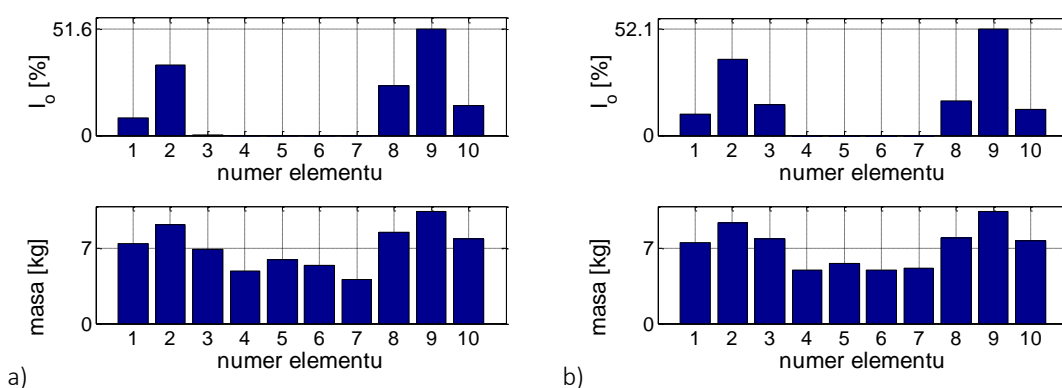 51.6
I_o [%]
0
1 2 3 4 5 6 7 8 9 10
numer elementu
7
masa [kg]
0
1 2 3 4 5 6 7 8 9 10
numer elementu
a)
52.1
I_o [%]
0
1 2 3 4 5 6 7 8 9 10
numer elementu
7
masa [kg]
0
1 2 3 4 5 6 7 8 9 10
numer elementu
b)